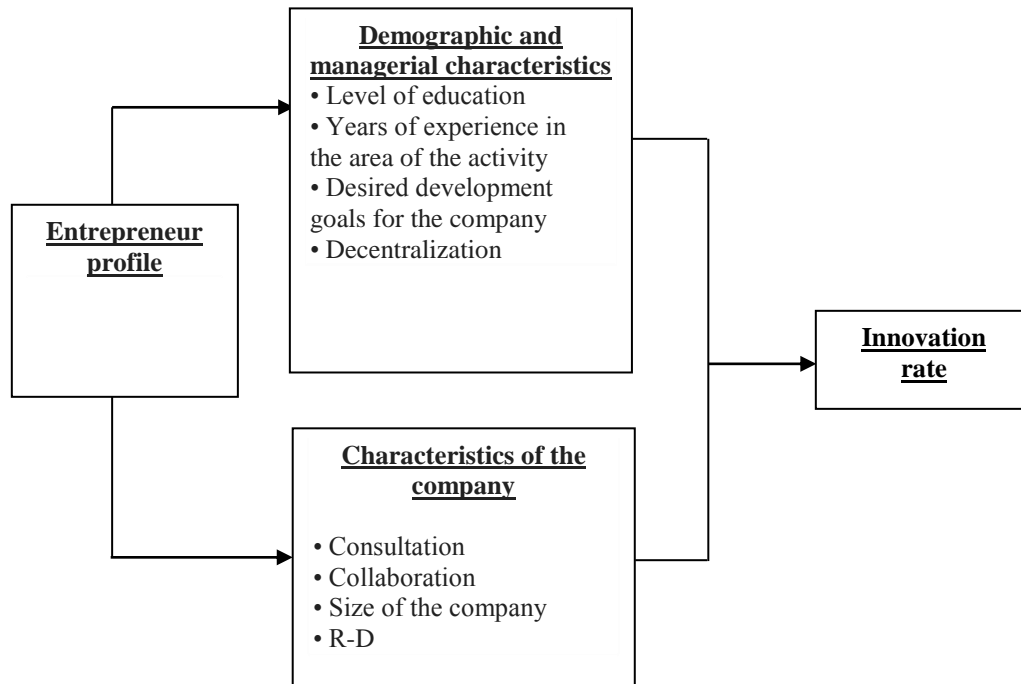 Entrepreneur
profile
Demographic and
managerial characteristics
• Level of education
• Years of experience in
the area of the activity
• Desired development
goals for the company
• Decentralization
Characteristics of the
company
• Consultation
• Collaboration
• Size of the company
• R-D
Innovation
rate